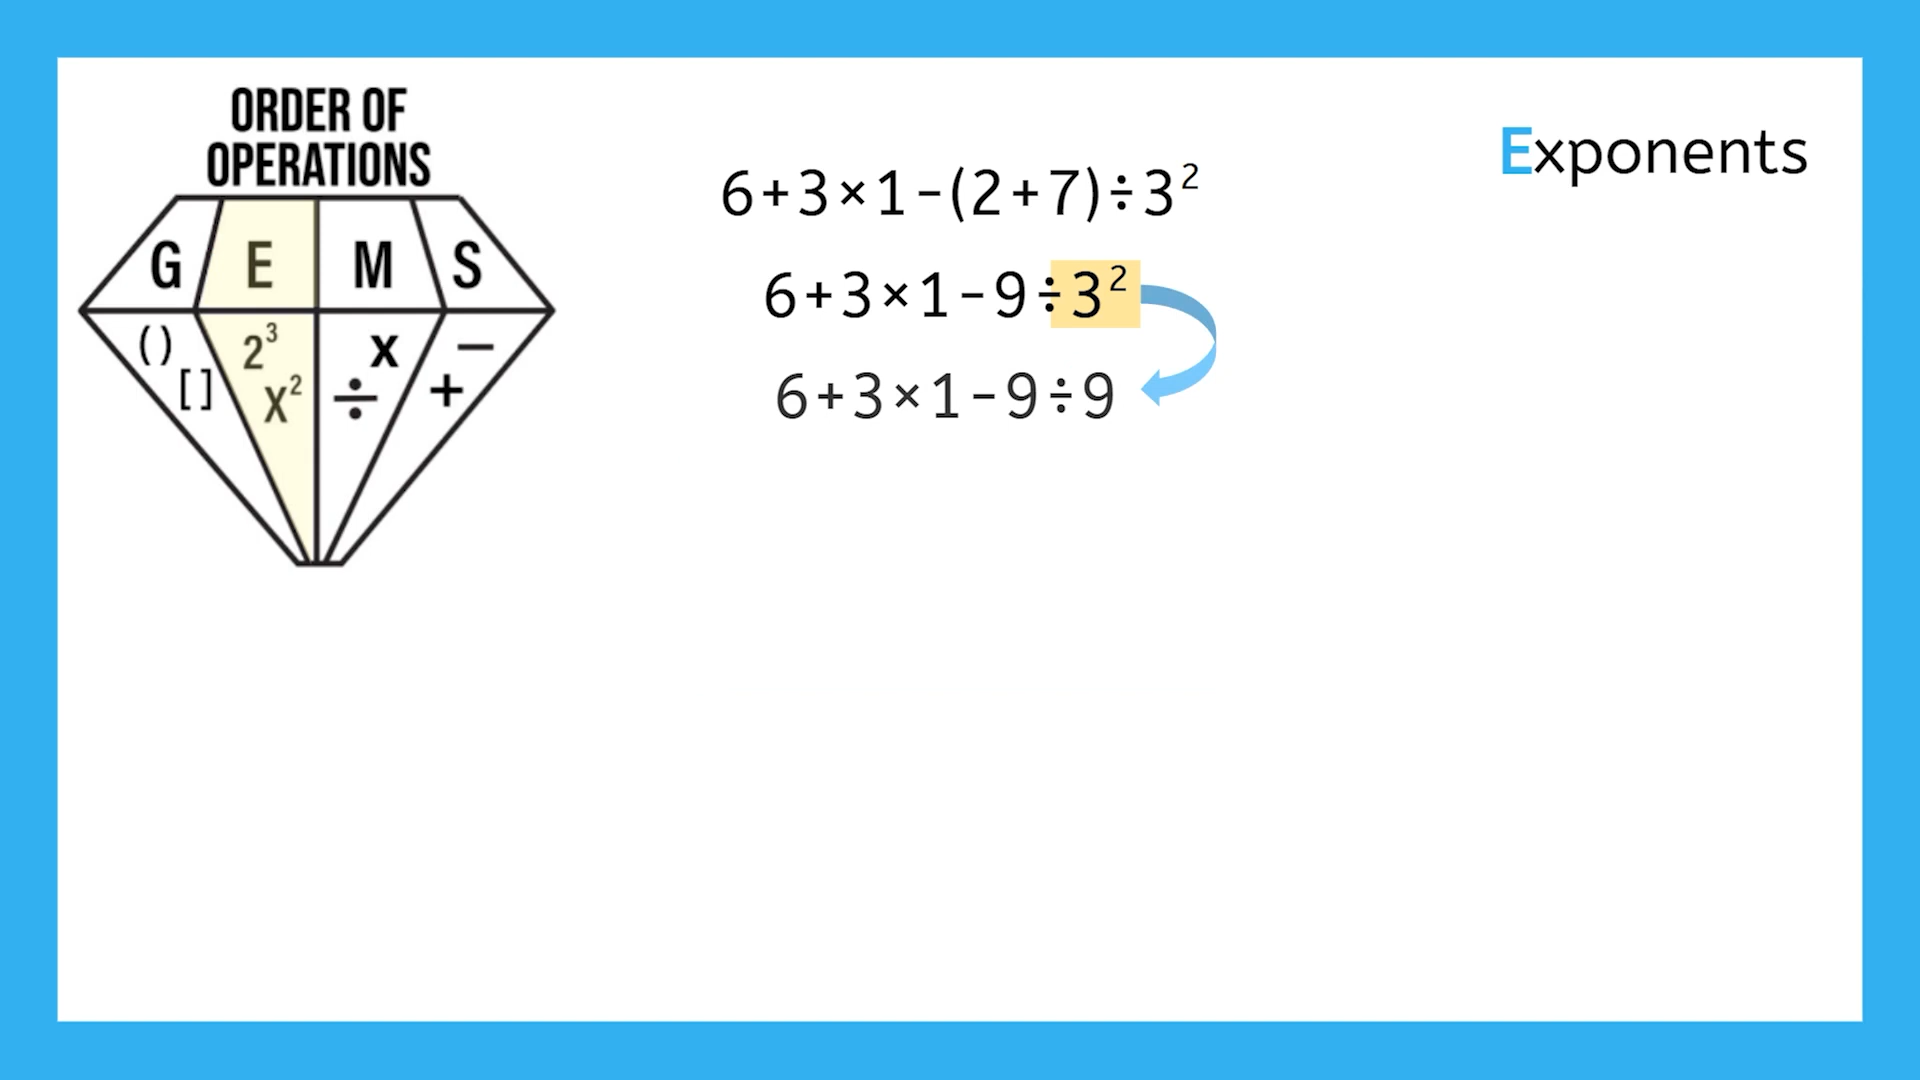 ORDER OF
OPERATIONS
G E M S
( ) 2³ x −
[ ] X² ÷ +
6+3×1-(2+7)÷3²
6+3×1-9÷3²
6+3×1-9÷9
Exponents